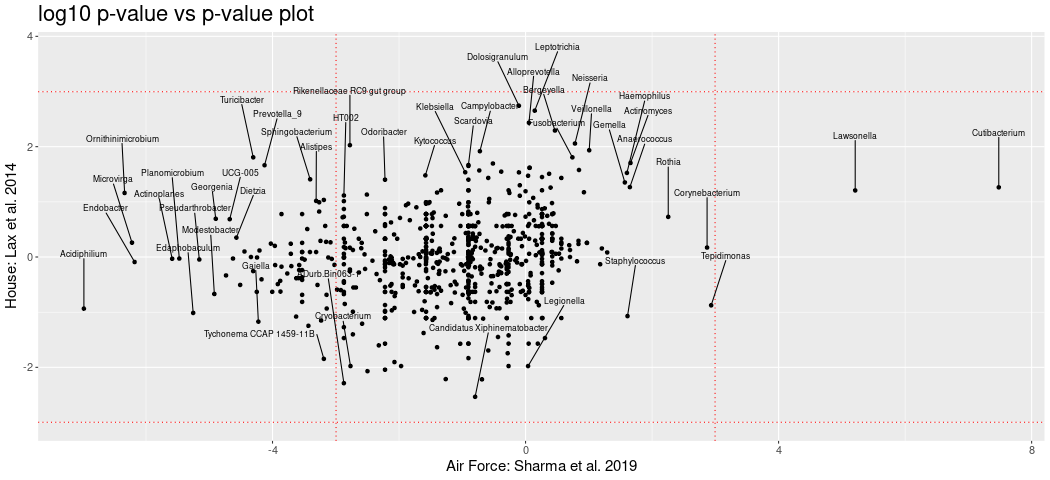 log10 p-value vs p-value plot
Leptotrichia
Dolosigranulum
Alloprevotella
Neisseria
Rikenellaceae RC9 gut group
Bergeyella
Turicibacter
Haemophilus
Klebsiella
Campylobacter
Veillonella
Actinomyces
Prevotella_9
HT002
Scardovia
Fusobacterium
Gemella
Sphingobacterium
Odoribacter
Ornithinimicrobium
Kytococcus
Anaerococcus
Lawsonella
Cutibacterium
Alistipes
Rothia
Microvirga
Planomicrobium
UCG-005
Georgenia
Dietzia
Actinoplanes
Corynebacterium
Endobacter
Pseudarthrobacter
Modestobacter
Acidiphilium
Edaphobaculum
Tepidimonas
Gaiella
Staphylococcus
ADurb.Bin063-1
Legionella
Cryobacterium
Candidatus Xiphinematobacter
Tychonema CCAP 1459-11B
4
2
0
-2
House: Lax et al. 2014
-4
0
4
8
Air Force: Sharma et al. 2019